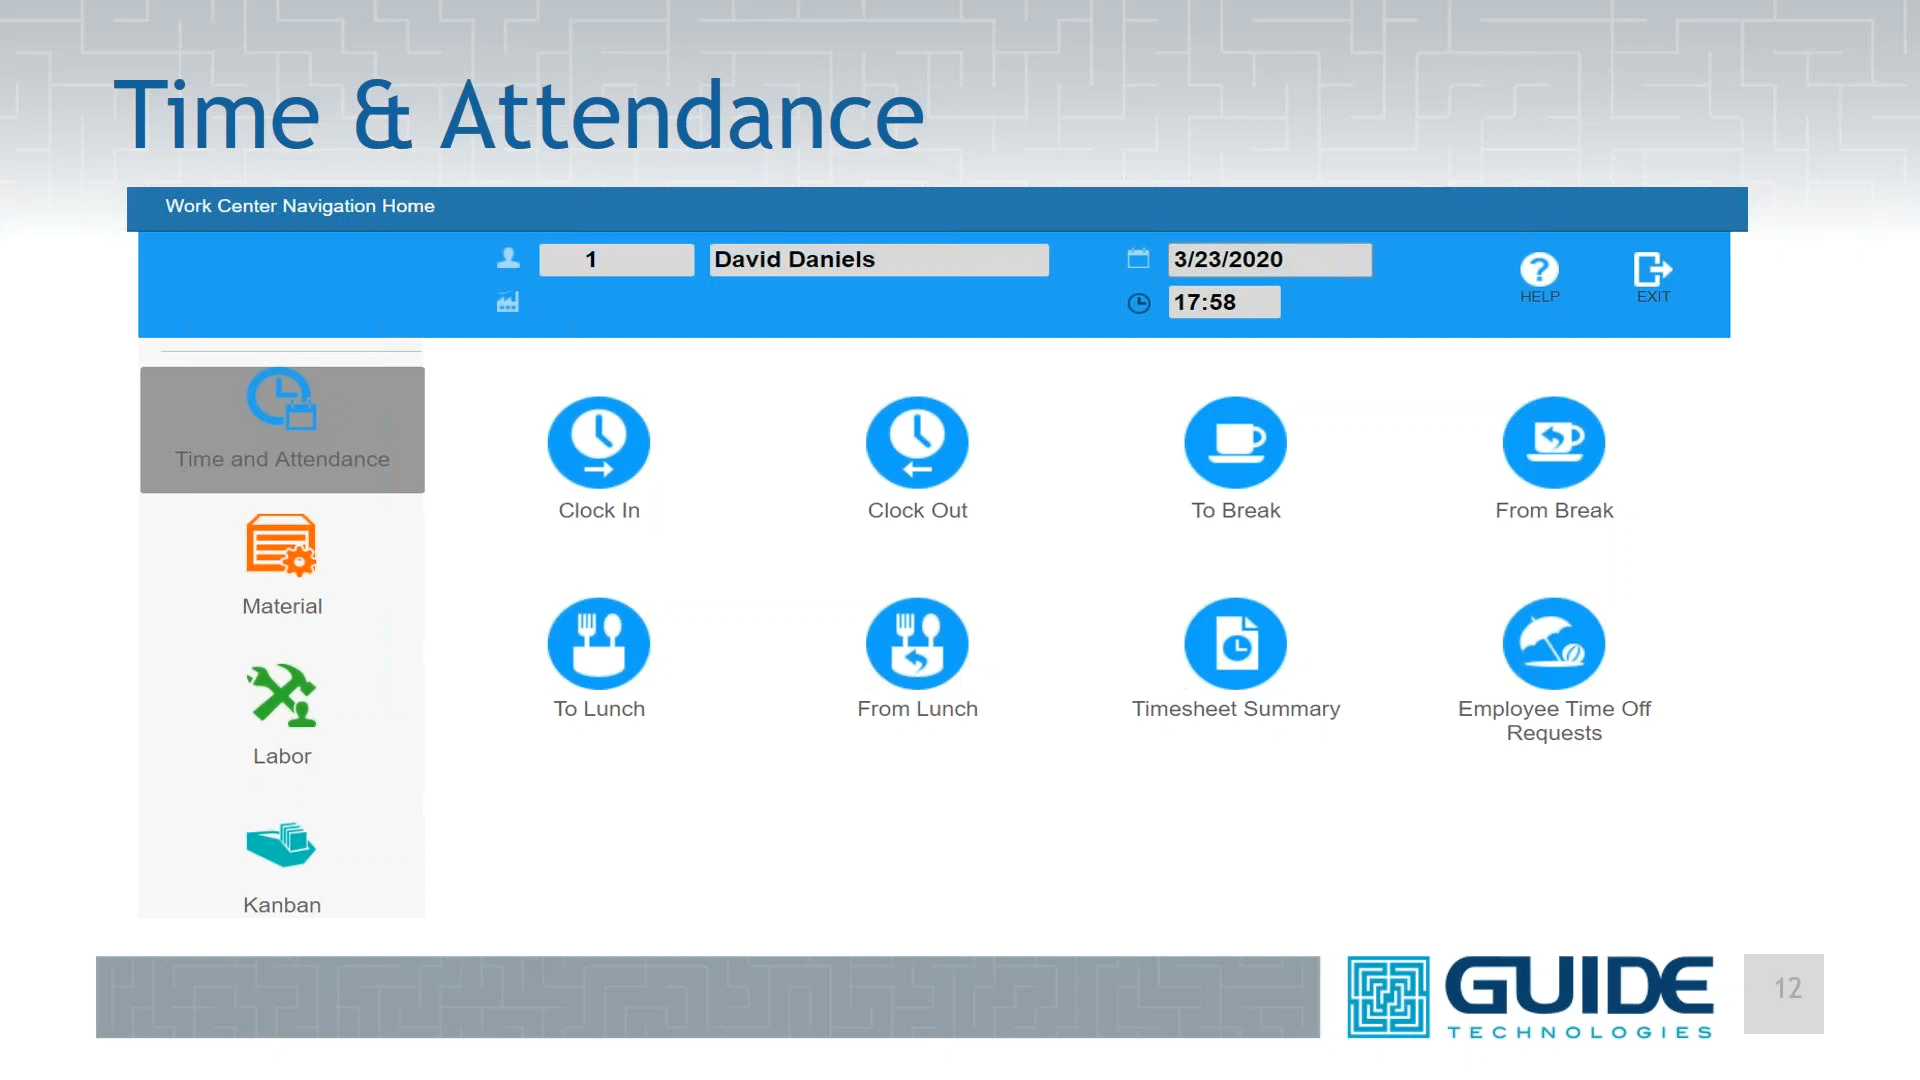 Time & Attendance
Work Center Navigation Home
1 David Daniels 3/23/2020
17:58
HELP EXIT
Time and Attendance
Clock In Clock Out To Break From Break
Material
To Lunch From Lunch Timesheet Summary Employee Time Off
Requests
Labor
Kanban
GUIDE
TECHNOLOGIES
12